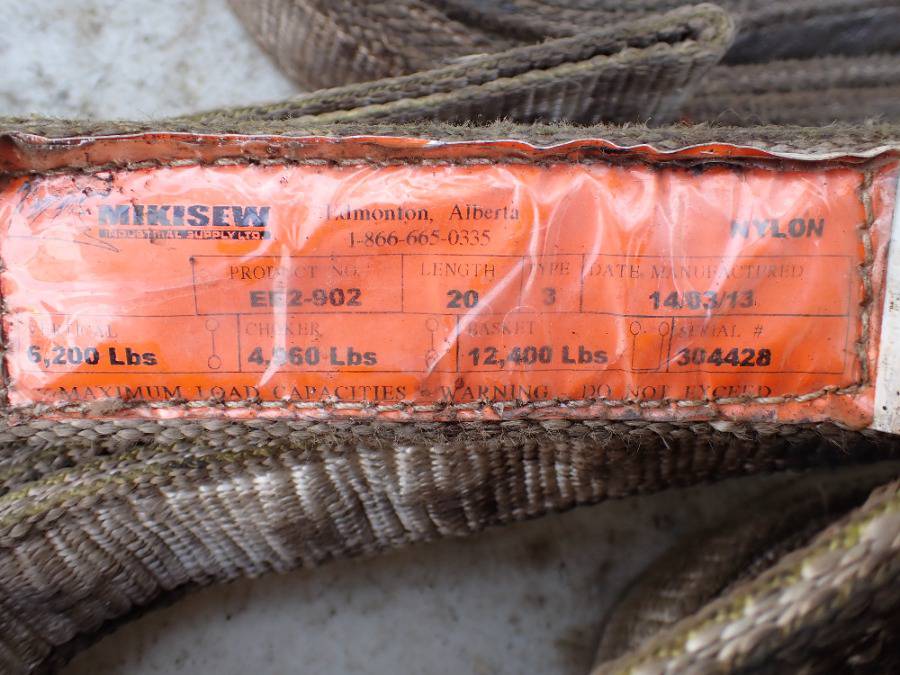 MIKISEW
INDUSTRIAL SUPPLY LTD.
Edmonton, Alberta
1-866-665-0335
NYLON
PRODUCT NO. LENGTH TYPE DATE MANUFACTURED
EE2-902 20 3 14/03/13
VERTICAL CHOKER BASKET SERIAL #
6,200 Lbs 4,960 Lbs 12,400 Lbs 304428
MAXIMUM LOAD CAPACITIES - WARNING DO NOT EXCEED